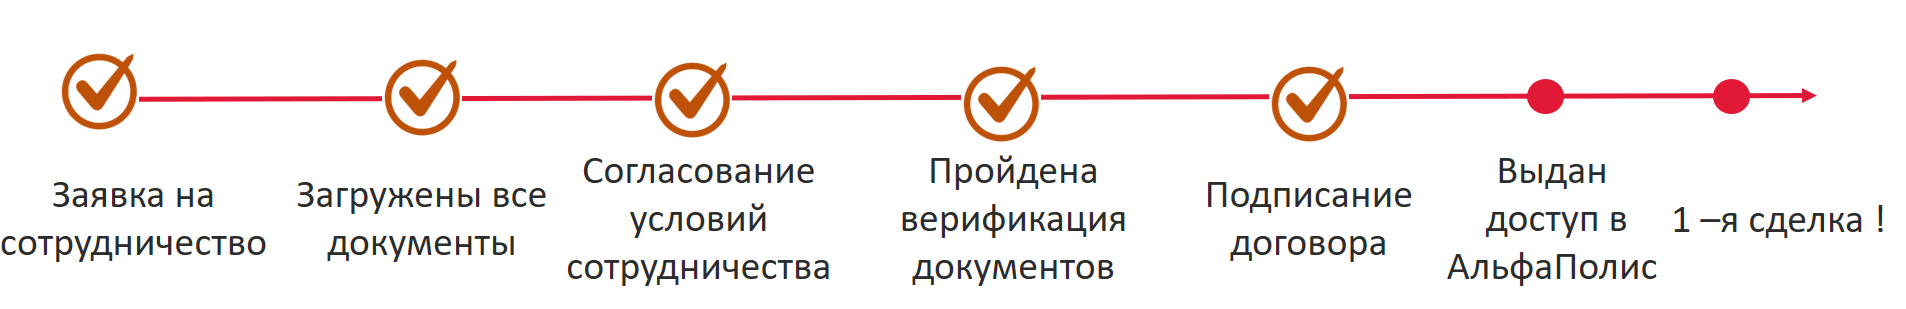 Заявка на
сотрудничество
Загружены все
документы
Согласование
условий
сотрудничества
Пройдена
верификация
документов
Подписание
договора
Выдан
доступ в
АльфаПолис
1 –я сделка !